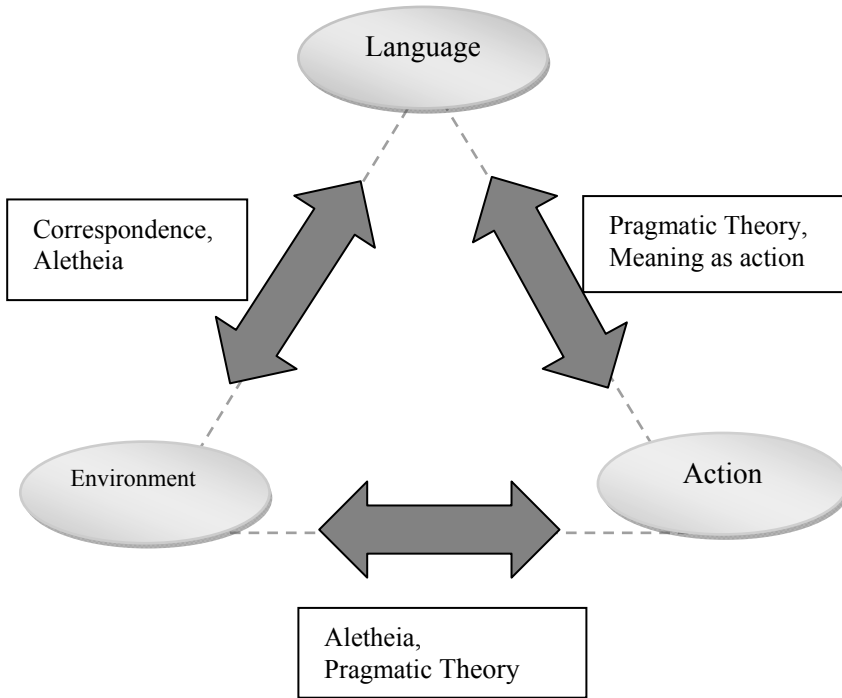 Language
Correspondence,
Aletheia
Pragmatic Theory,
Meaning as action
Environment
Action
Aletheia,
Pragmatic Theory